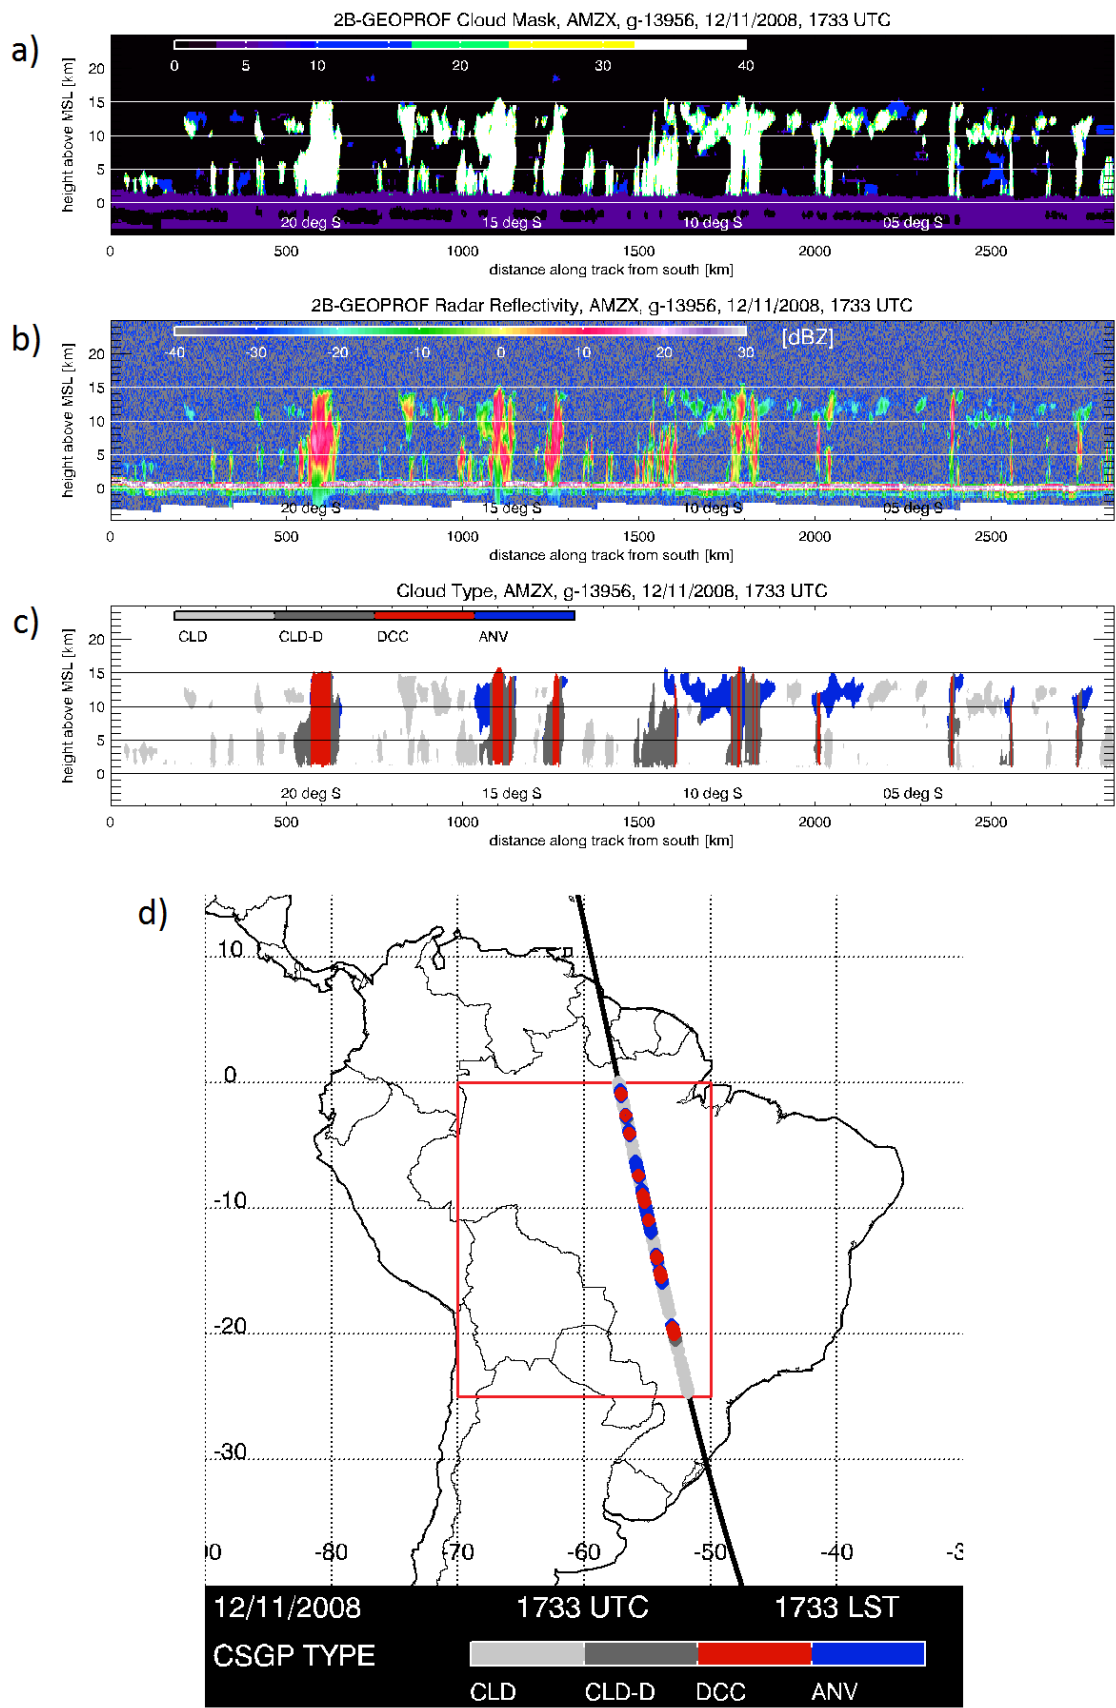 a)
2B-GEOPROF Cloud Mask, AMZX, g-13956, 12/11/2008, 1733 UTC
0 5 10 20 30 40
height above MSL [km]
20
15
10
5
0
20 deg S 15 deg S 10 deg S 05 deg S
0 500 1000 1500 2000 2500
distance along track from south [km]
b)
2B-GEOPROF Radar Reflectivity, AMZX, g-13956, 12/11/2008, 1733 UTC
[dBZ]
-40 -30 -20 -10 0 10 20 30
height above MSL [km]
20
15
10
5
0
20 deg S 15 deg S 10 deg S 05 deg S
0 500 1000 1500 2000 2500
distance along track from south [km]
c)
Cloud Type, AMZX, g-13956, 12/11/2008, 1733 UTC
CLD CLD-D DCC ANV
height above MSL [km]
20
15
10
5
0
20 deg S 15 deg S 10 deg S 05 deg S
0 500 1000 1500 2000 2500
distance along track from south [km]
d)
10
0
-10
-20
-30
00 -80 -70 -60 -50 -40 -3
12/11/2008 1733 UTC 1733 LST
CSGP TYPE
CLD CLD-D DCC ANV